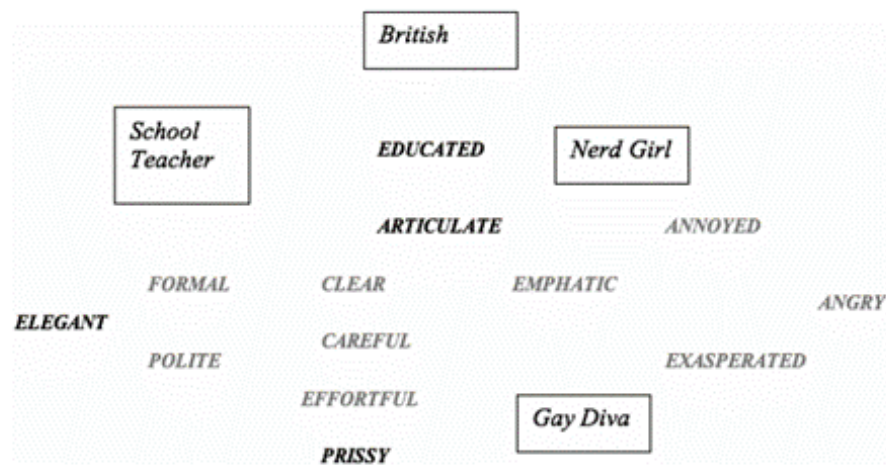 British
School
Teacher
EDUCATED
Nerd Girl
ARTICULATE
ANNOYED
FORMAL
CLEAR
EMPHATIC
ANGRY
ELEGANT
CAREFUL
POLITE
EXASPERATED
EFFORTFUL
Gay Diva
PRISSY